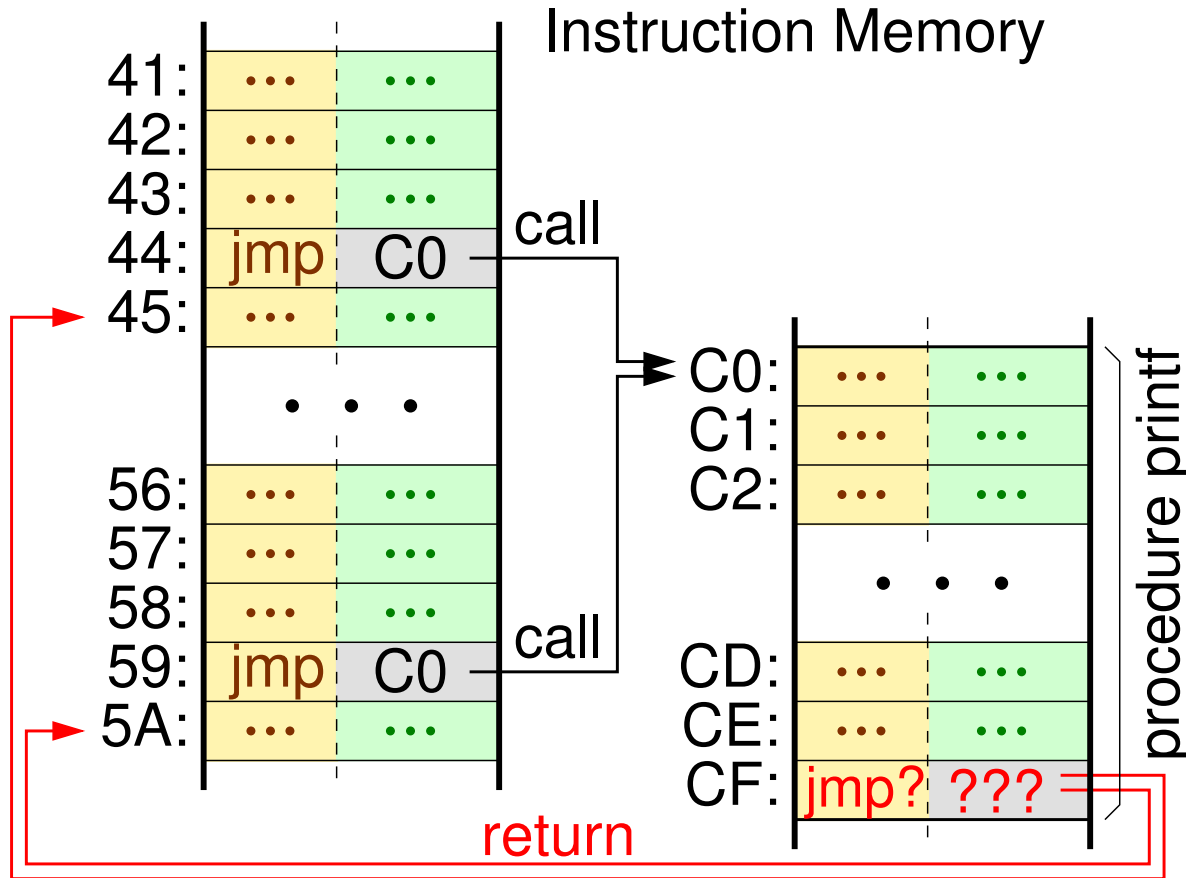 Instruction Memory
41: ... ...
42: ... ...
43: ... ...
44: jmp C0
call
45: ... ...
. . .
56: ... ...
57: ... ...
58: ... ...
59: jmp C0
call
5A: ... ...
C0: ... ...
C1: ... ...
C2: ... ...
. . .
CD: ... ...
CE: ... ...
CF: jmp? ???
procedure printf
return